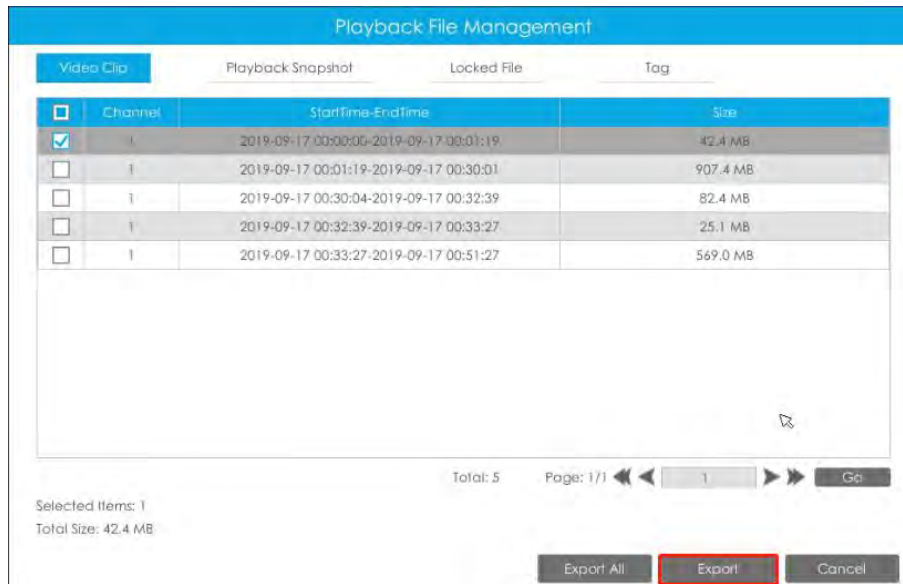 Playback File Management
Video Clip Playback Snapshot Locked File Tag
Channel StartTime-EndTime Size
1 2019-09-17 00:00:00-2019-09-17 00:01:19 42.4 MB
1 2019-09-17 00:01:19-2019-09-17 00:30:01 907.4 MB
1 2019-09-17 00:30:04-2019-09-17 00:32:39 82.4 MB
1 2019-09-17 00:32:39-2019-09-17 00:33:27 25.1 MB
1 2019-09-17 00:33:27-2019-09-17 00:51:27 569.0 MB
Total: 5 Page: 1/1 1 Go
Selected Items: 1
Total Size: 42.4 MB
Export All Export Cancel